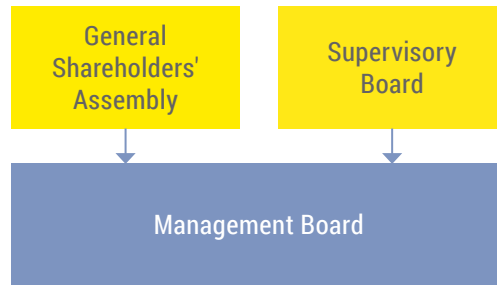 General
Shareholders'
Assembly
Supervisory
Board
Management Board